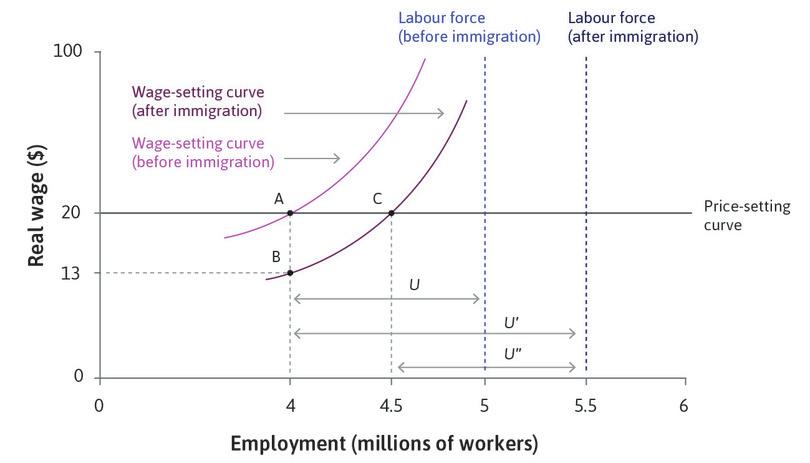 Labour force
(before immigration)
Labour force
(after immigration)
100
Wage-setting curve
(after immigration)
Wage-setting curve
(before immigration)
Real wage ($)
A
C
20
Price-setting
curve
B
13
U
U′
U″
0
0
4
4.5
5
5.5
6
Employment (millions of workers)